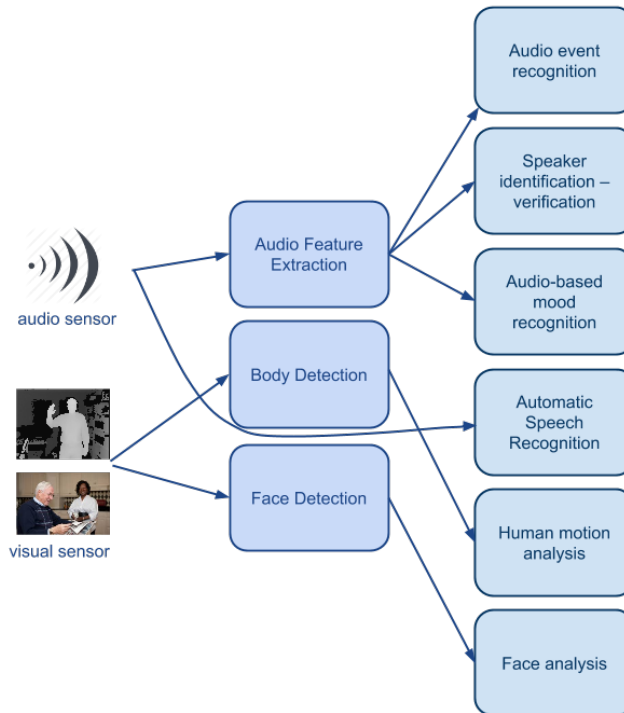 Audio event
recognition
Speaker
identification –
verification
Audio Feature
Extraction
audio sensor
Audio-based
mood
recognition
Body Detection
Automatic
Speech
Recognition
Face Detection
visual sensor
Human motion
analysis
Face analysis